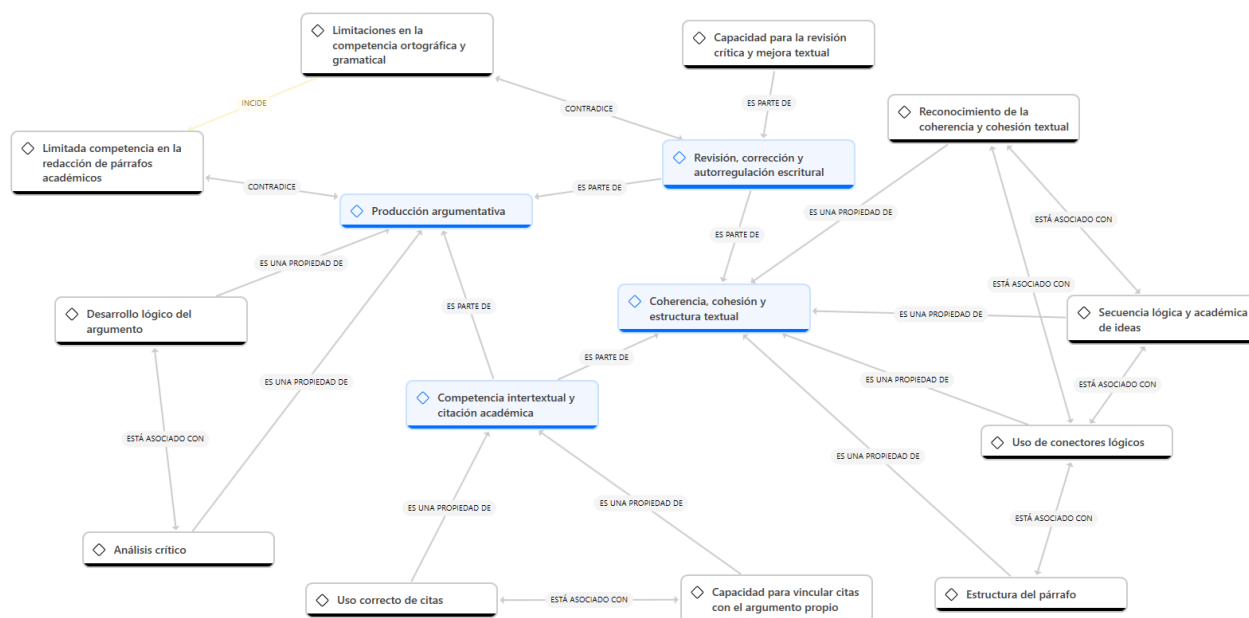 Limitaciones en la
competencia ortográfica y
gramatical
Capacidad para la revisión
crítica y mejora textual
INCIDE
CONTRADICE
ES PARTE DE
Reconocimiento de la
coherencia y cohesión textual
Limitada competencia en la
redacción de párrafos
académicos
Revisión, corrección y
autorregulación escritural
CONTRADICE
ES PARTE DE
Producción argumentativa
ES UNA PROPIEDAD DE
ESTÁ ASOCIADO CON
ES PARTE DE
ES UNA PROPIEDAD DE
ESTÁ ASOCIADO CON
Desarrollo lógico del
argumento
ES PARTE DE
Coherencia, cohesión y
estructura textual
ES UNA PROPIEDAD DE
Secuencia lógica y académica
de ideas
ES PARTE DE
ES UNA PROPIEDAD DE
ES UNA PROPIEDAD DE
ESTÁ ASOCIADO CON
Competencia intertextual y
citación académica
ESTÁ ASOCIADO CON
Uso de conectores lógicos
ES UNA PROPIEDAD DE
ES UNA PROPIEDAD DE
ES UNA PROPIEDAD DE
ESTÁ ASOCIADO CON
Análisis crítico
Uso correcto de citas
ESTÁ ASOCIADO CON
Capacidad para vincular citas
con el argumento propio
Estructura del párrafo